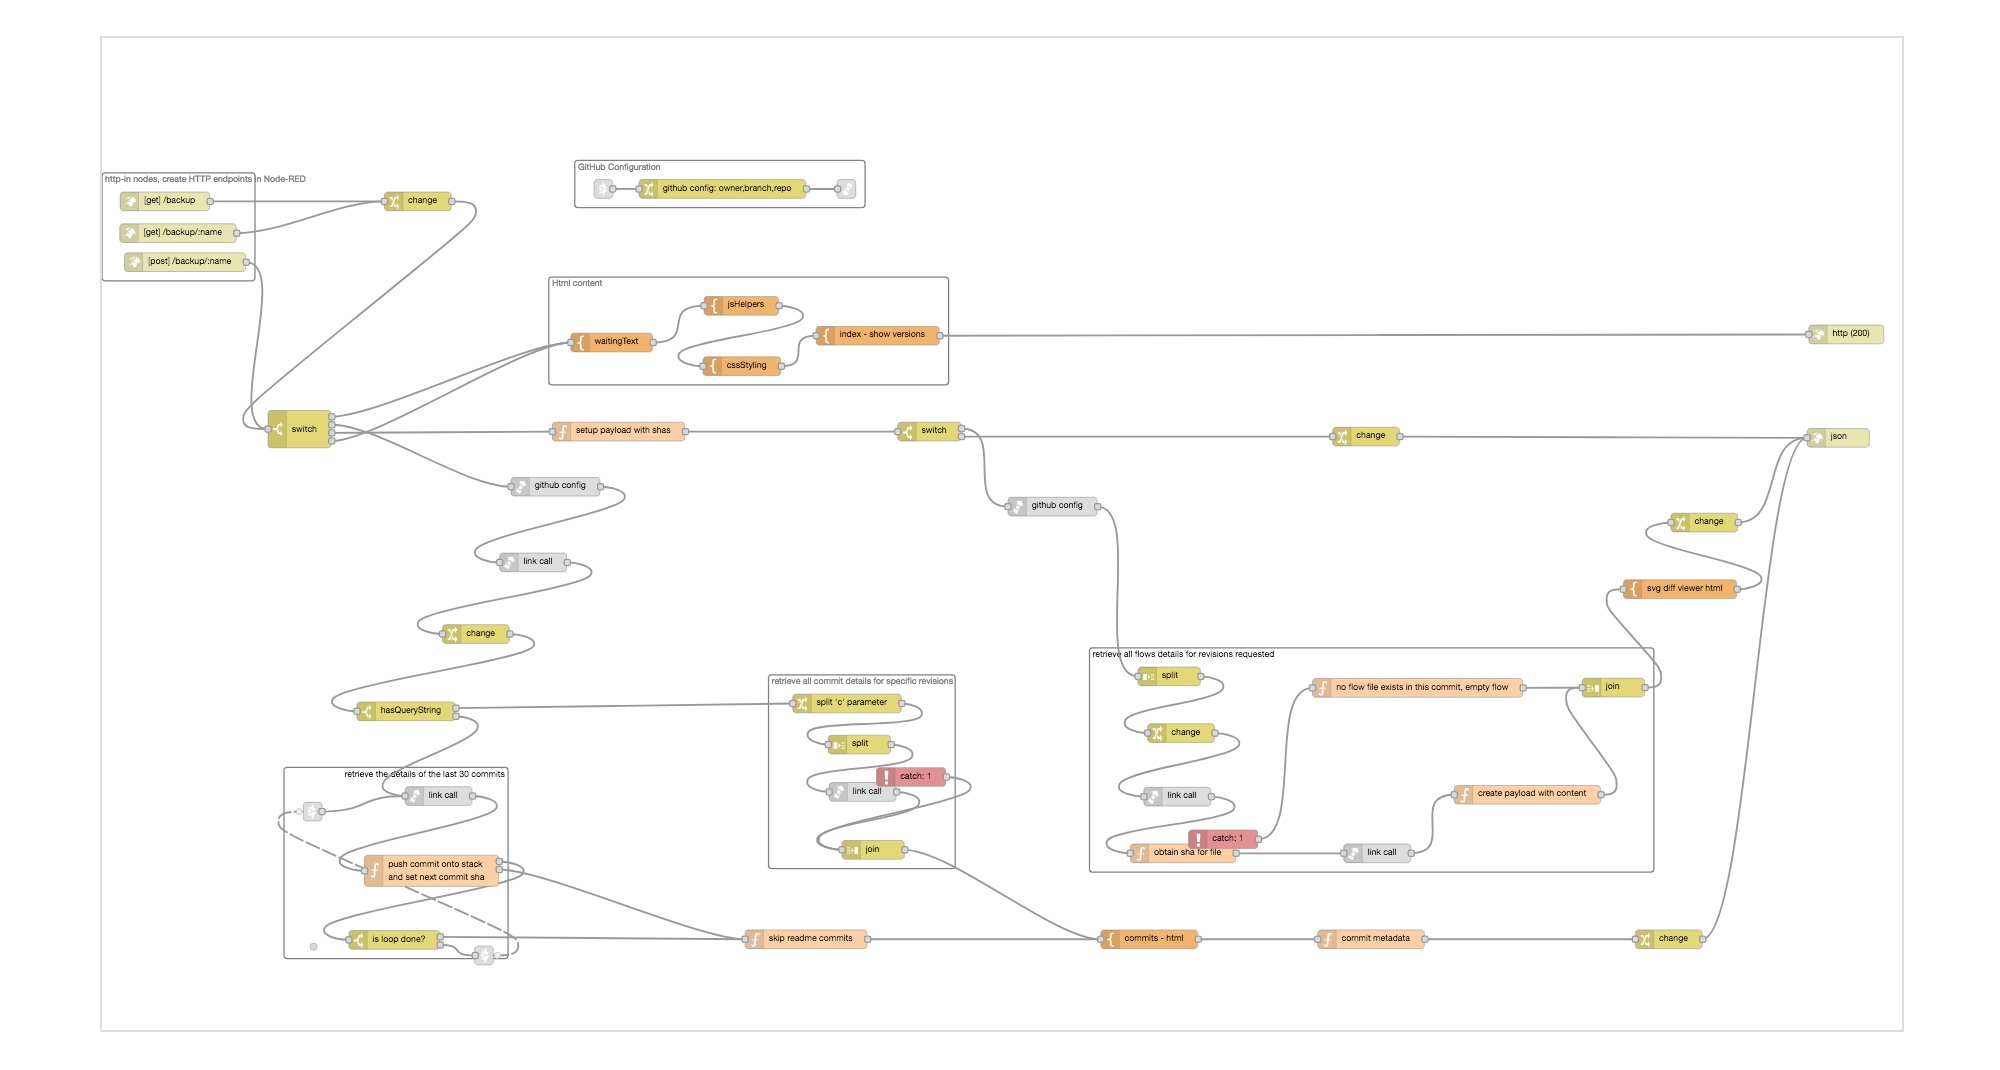 GitHub Configuration
http-in nodes, create HTTP endpoints in Node-RED
github config: owner,branch,repo
[get] /backup
change
[get] /backup/:name
[post] /backup/:name
Html content
jsHelpers
waitingText
index - show versions
http (200)
cssStyling
switch
setup payload with shas
switch
change
json
github config
github config
change
link call
svg diff viewer html
change
retrieve all flows details for revisions requested
split
retrieve all commit details for specific revisions
no flow file exists in this commit, empty flow
join
split 'c' parameter
hasQueryString
change
split
retrieve the details of the last 30 commits
catch: 1
link call
link call
link call
create payload with content
catch: 1
join
obtain sha for file
link call
push commit onto stack
and set next commit sha
is loop done?
skip readme commits
commits - html
commit metadata
change